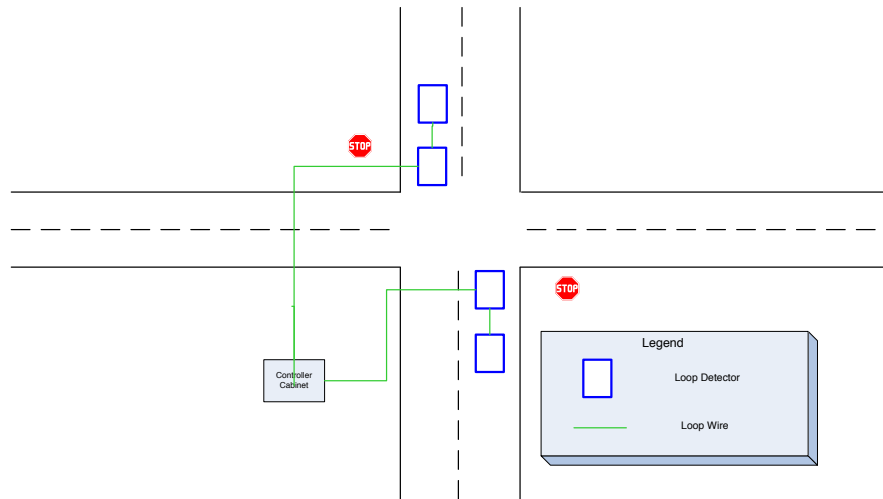 STOP
STOP
Legend
Controller
Cabinet
Loop Detector
Loop Wire